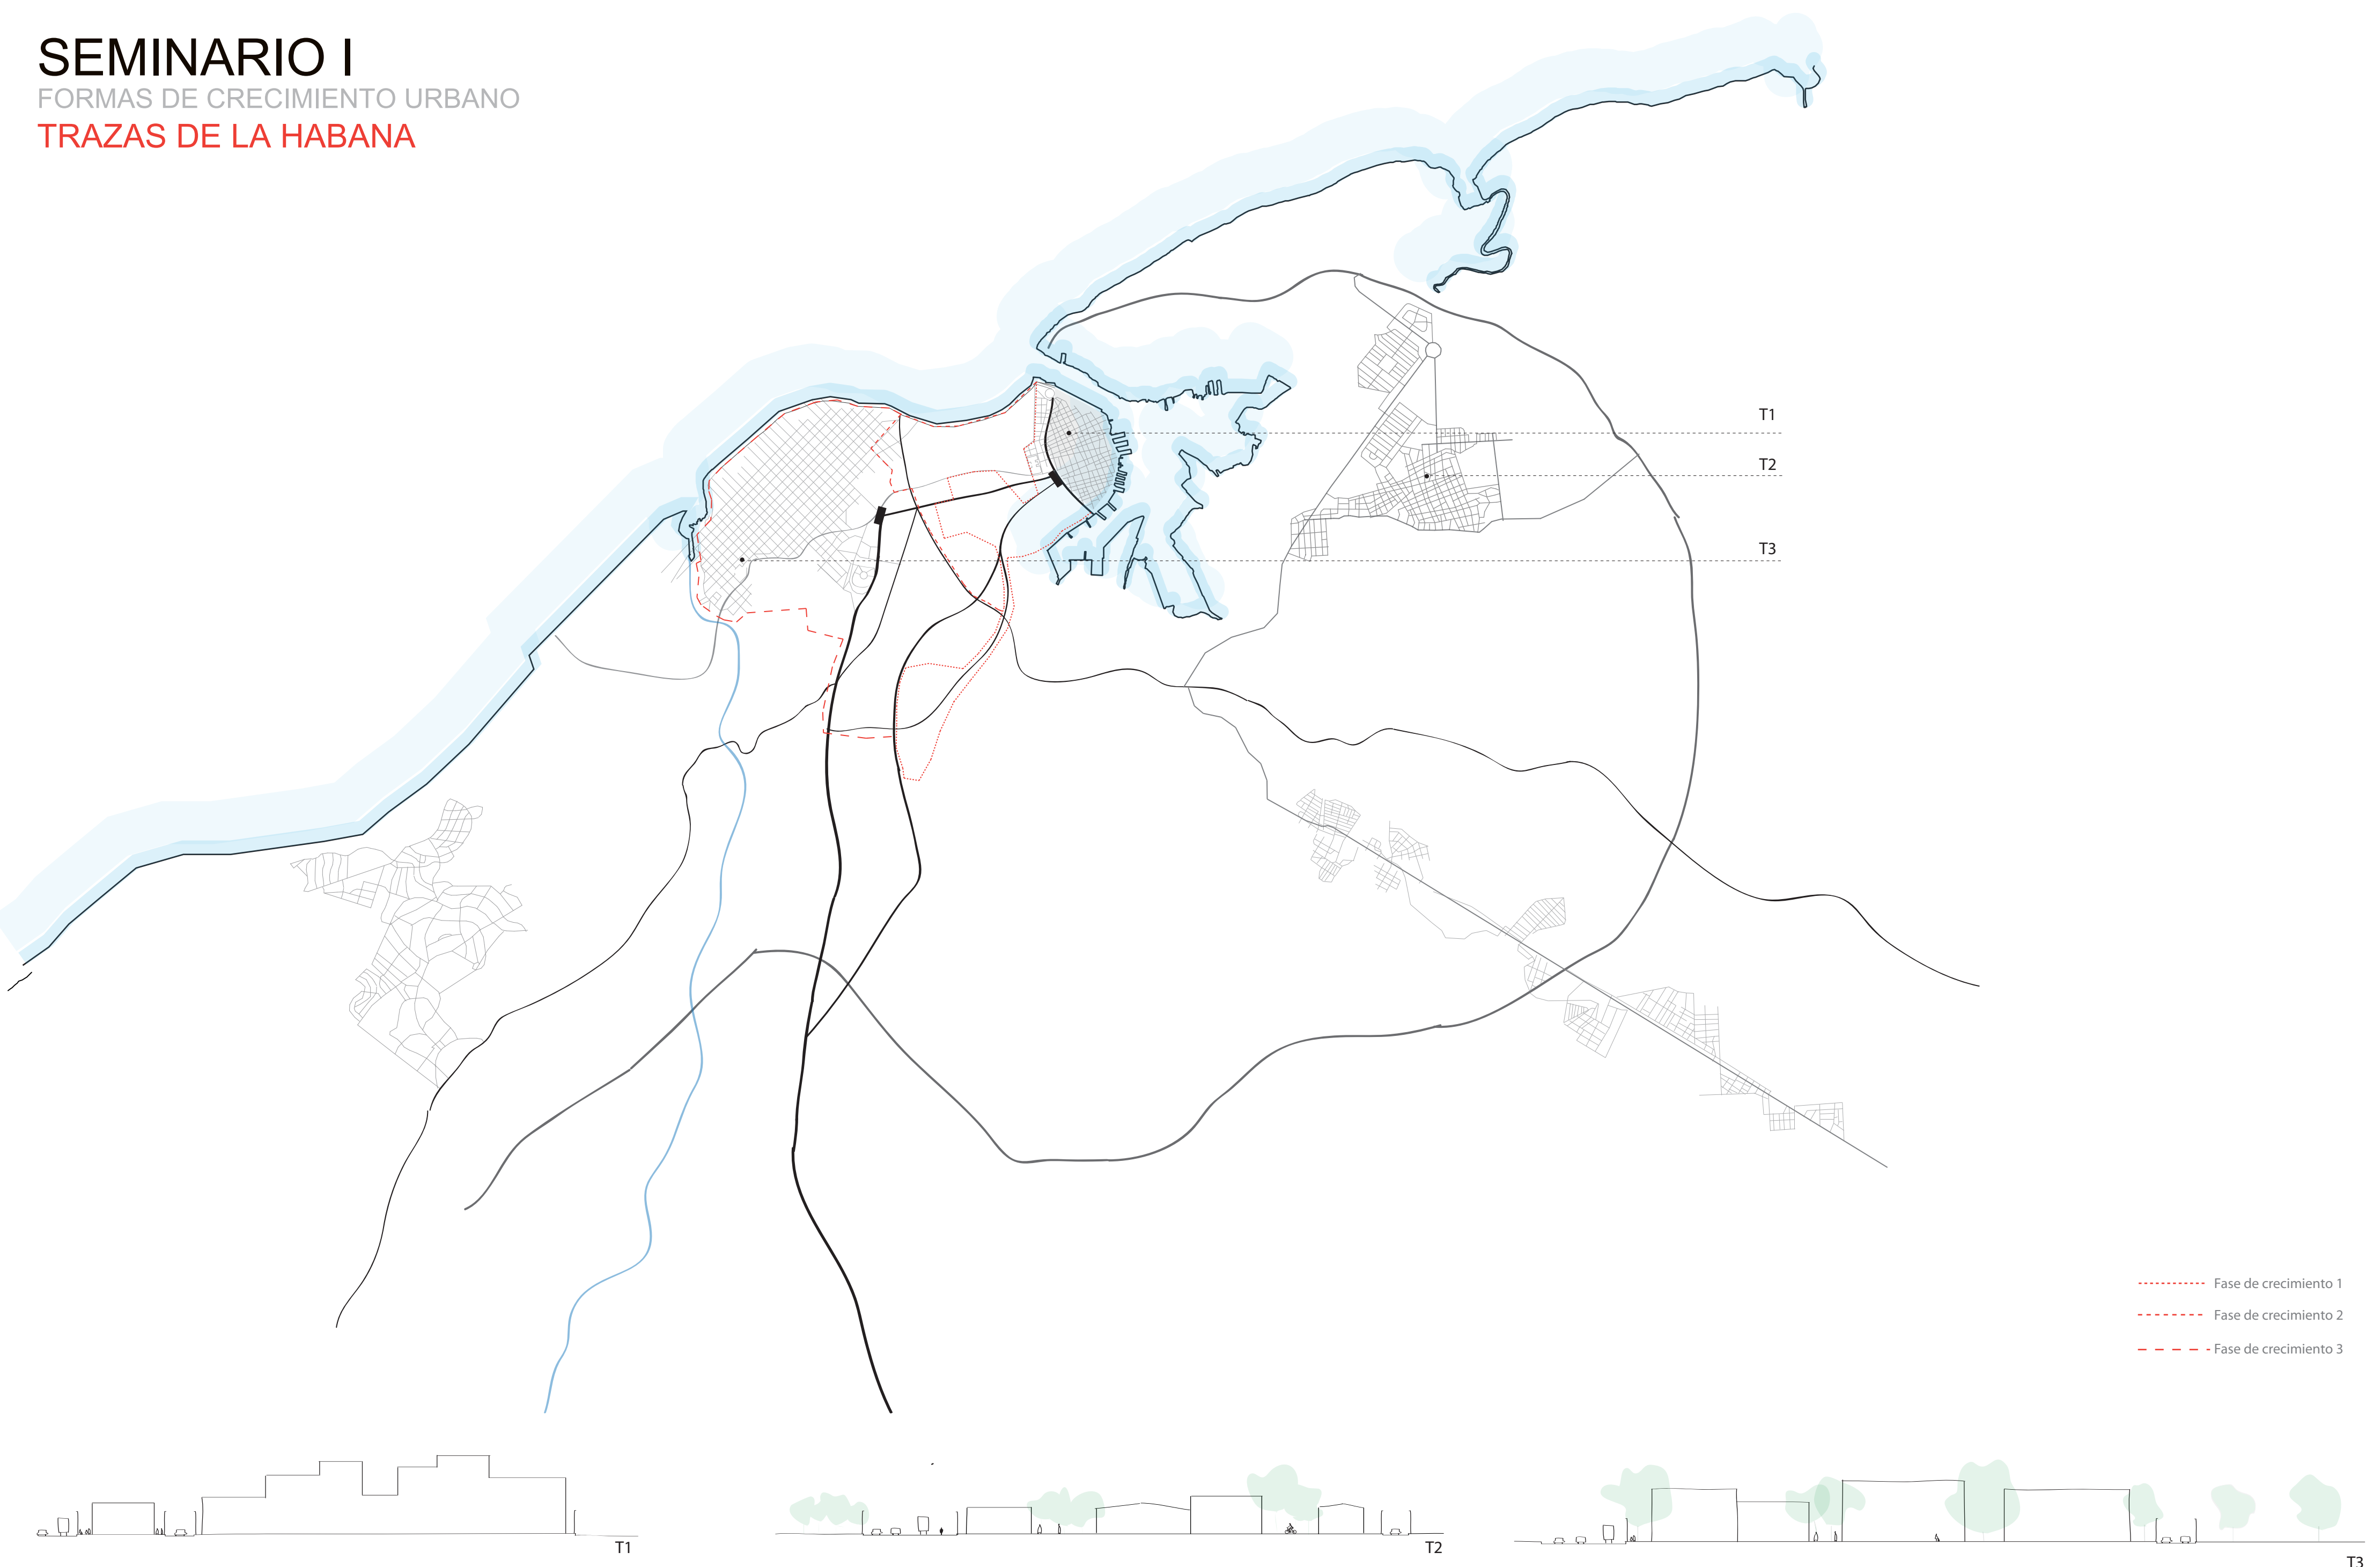 SEMINARIO I
FORMAS DE CRECIMIENTO URBANO
TRAZAS DE LA HABANA
T1
T2
T3
Fase de crecimiento 1
Fase de crecimiento 2
Fase de crecimiento 3
T1
T2
T3